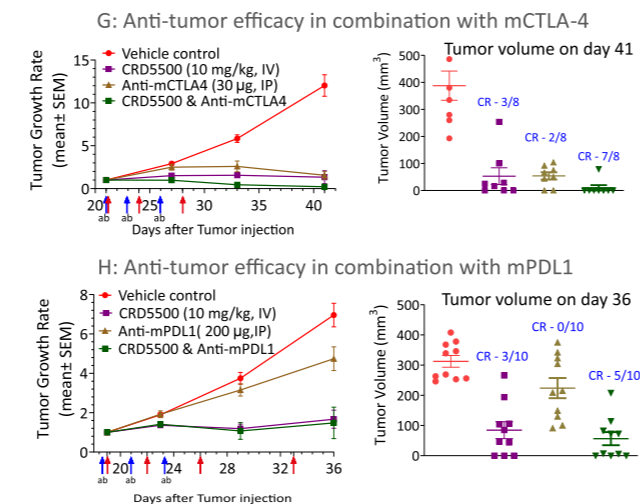 G: Anti-tumor efficacy in combination with mCTLA-4
Tumor Growth Rate
(mean± SEM)
15
10
5
0
Vehicle control
CRD5500 (10 mg/kg, IV)
Anti-mCTLA4 (30 µg, IP)
CRD5500 & Anti-mCTLA4
20
25
30
35
40
ab
ab
ab
Days after Tumor injection
Tumor volume on day 41
Tumor Volume (mm3)
500
400
300
200
100
0
CR - 3/8
CR - 2/8
CR - 7/8
H: Anti-tumor efficacy in combination with mPDL1
Tumor Growth Rate
(mean± SEM)
8
6
4
2
0
Vehicle control
CRD5500 (10 mg/kg, IV)
Anti-mPDL1( 200 µg,IP)
CRD5500 & Anti-mPDL1
20
24
28
32
36
ab
ab
ab
Days after Tumor injection
Tumor volume on day 36
Tumor Volume (mm3)
500
400
300
200
100
0
CR - 3/10
CR - 0/10
CR - 5/10